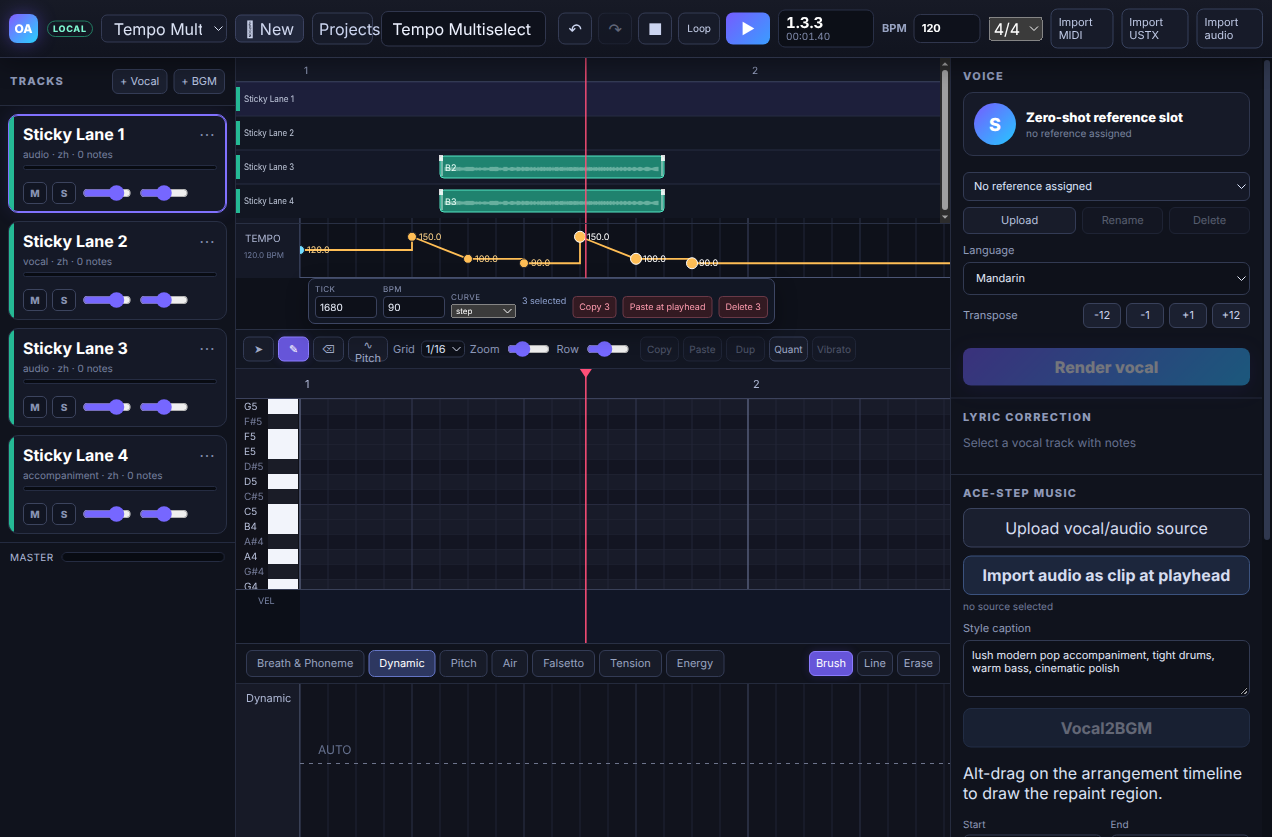 OA
LOCAL
Tempo Mult
New
Projects
Tempo Multiselect
Loop
1.3.3
00:01.40
BPM
120
4/4
Import MIDI
Import USTX
Import audio
TRACKS
+ Vocal
+ BGM
Sticky Lane 1
audio · zh · 0 notes
M
S
Sticky Lane 2
vocal · zh · 0 notes
M
S
Sticky Lane 3
audio · zh · 0 notes
M
S
Sticky Lane 4
accompaniment · zh · 0 notes
M
S
MASTER
1
2
Sticky Lane 1
Sticky Lane 2
Sticky Lane 3
B2
Sticky Lane 4
B3
TEMPO
120.0 BPM
120.0
150.0
100.0
90.0
150.0
100.0
90.0
TICK
1680
BPM
90
CURVE
step
3 selected
Copy 3
Paste at playhead
Delete 3
Pitch
Grid
1/16
Zoom
Row
Copy
Paste
Dup
Quant
Vibrato
1
2
G5
F#5
F5
E5
D#5
D5
C#5
C5
B4
A#4
A4
G#4
G4
VEL
Breath & Phoneme
Dynamic
Pitch
Air
Falsetto
Tension
Energy
Brush
Line
Erase
Dynamic
AUTO
VOICE
S
Zero-shot reference slot
no reference assigned
No reference assigned
Upload
Rename
Delete
Language
Mandarin
Transpose
-12
-1
+1
+12
Render vocal
LYRIC CORRECTION
Select a vocal track with notes
ACE-STEP MUSIC
Upload vocal/audio source
Import audio as clip at playhead
no source selected
Style caption
lush modern pop accompaniment, tight drums,
warm bass, cinematic polish
Vocal2BGM
Alt-drag on the arrangement timeline
to draw the repaint region.
Start
End